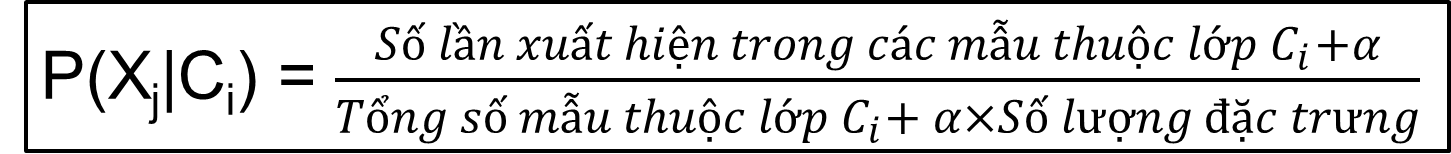 P(Xj|Ci) = Số lần xuất hiện trong các mẫu thuộc lớp Ci+α
Tổng số mẫu thuộc lớp Ci+ α×Số lượng đặc trưng